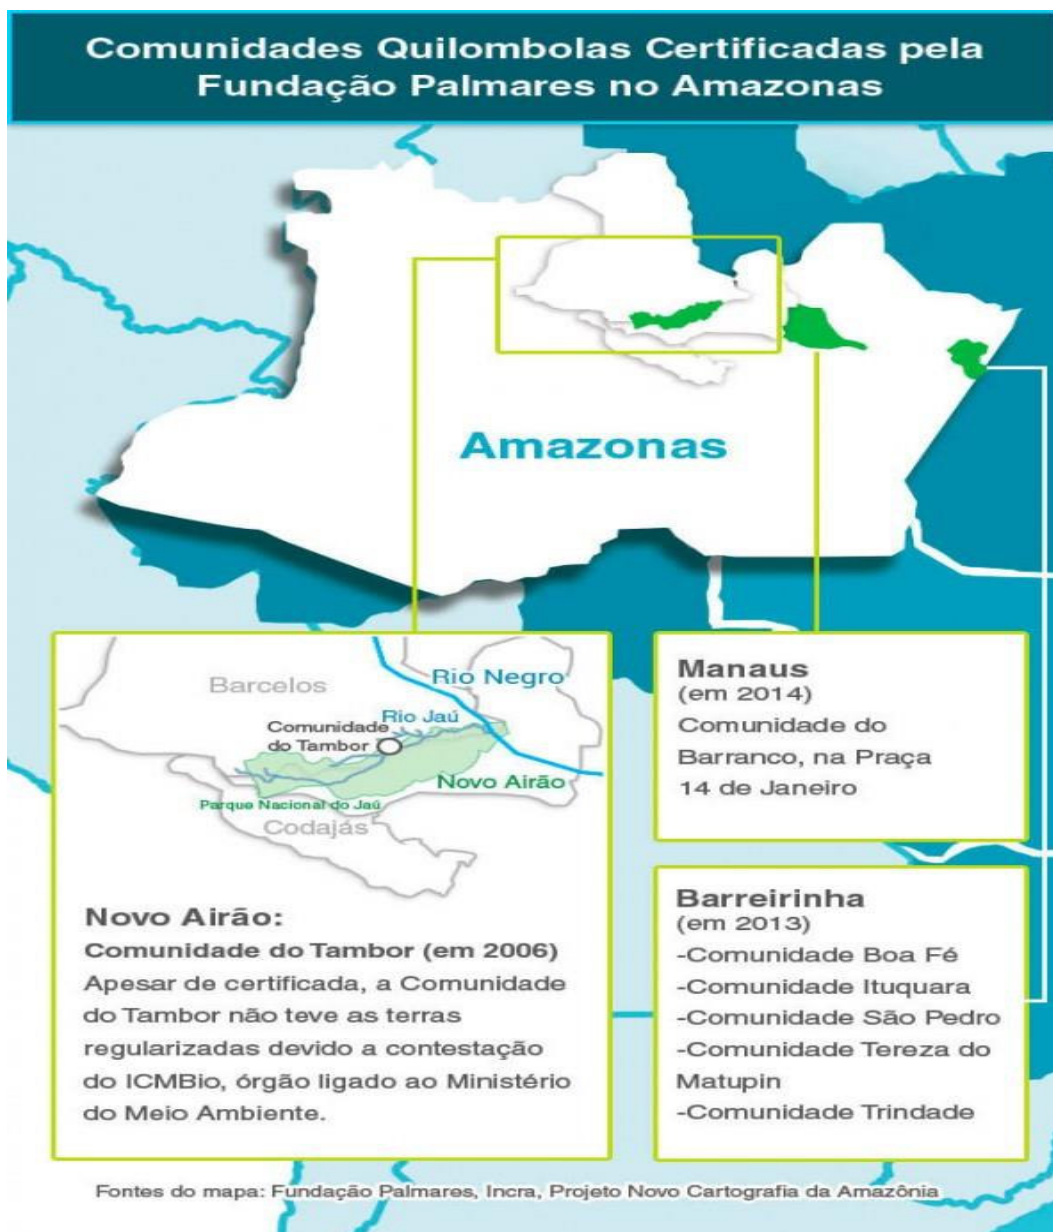 Comunidades Quilombolas Certificadas pela
Fundação Palmares no Amazonas
Amazonas
Barcelos
Rio Negro
Rio Jaú
Comunidade
do Tambor
Novo Airão
Parque Nacional do Jaú
Codajás
Novo Airão:
Comunidade do Tambor (em 2006)
Apesar de certificada, a Comunidade
do Tambor não teve as terras
regularizadas devido a contestação
do ICMBio, órgão ligado ao Ministério
do Meio Ambiente.
Manaus
(em 2014)
Comunidade do
Barranco, na Praça
14 de Janeiro
Barreirinha
(em 2013)
-Comunidade Boa Fé
-Comunidade Ituquara
-Comunidade São Pedro
-Comunidade Tereza do
Matupin
-Comunidade Trindade
Fontes do mapa: Fundação Palmares, Incra, Projeto Novo Cartografia da Amazônia